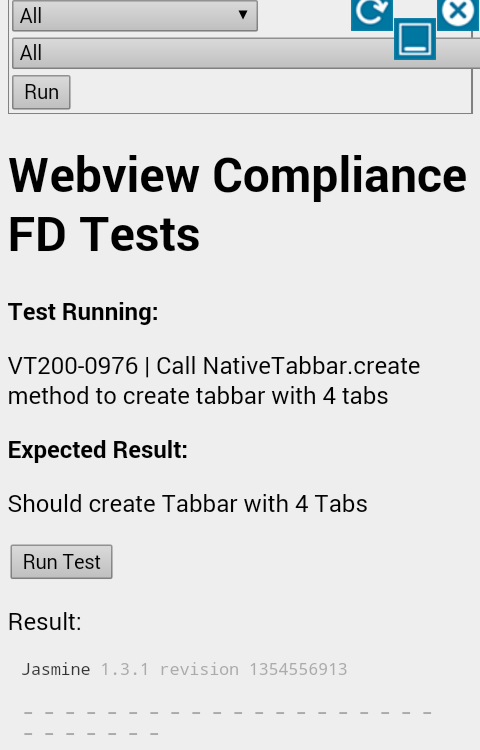 All
All
Run
Webview Compliance
FD Tests
Test Running:
VT200-0976 | Call NativeTabbar.create
method to create tabbar with 4 tabs
Expected Result:
Should create Tabbar with 4 Tabs
Run Test
Result:
Jasmine 1.3.1 revision 1354556913
– – – – – – – – – – – – – – – – – – – –
– – – – – – –